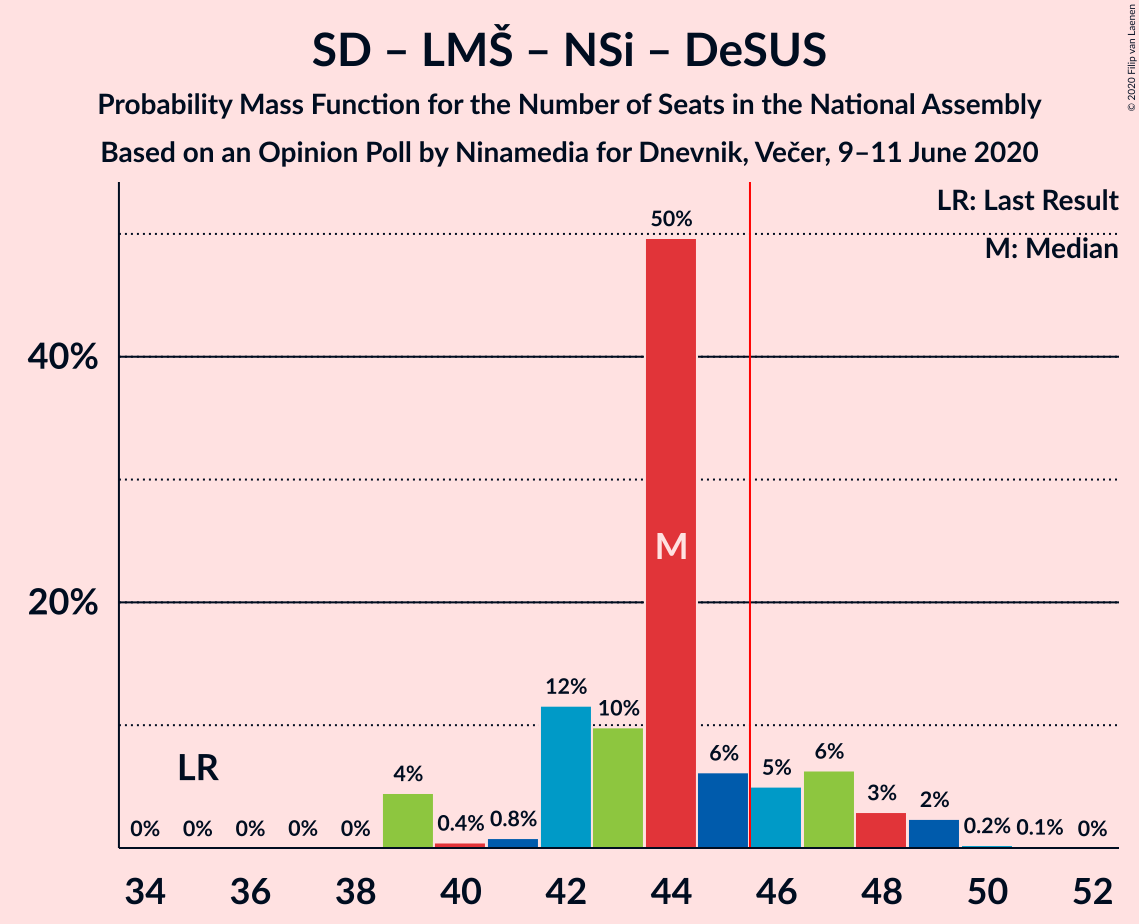 SD – LMŠ – NSi – DeSUS
Probability Mass Function for the Number of Seats in the National Assembly
Based on an Opinion Poll by Ninamedia for Dnevnik, Večer, 9–11 June 2020
© 2020 Filip van Laenen
LR: Last Result
M: Median
40%
20%
0%
LR
0%
0%
0%
0%
4%
0.4%
0.8%
12%
10%
50%
M
6%
5%
6%
3%
2%
0.2%
0.1%
0%
34 36 38 40 42 44 46 48 50 52